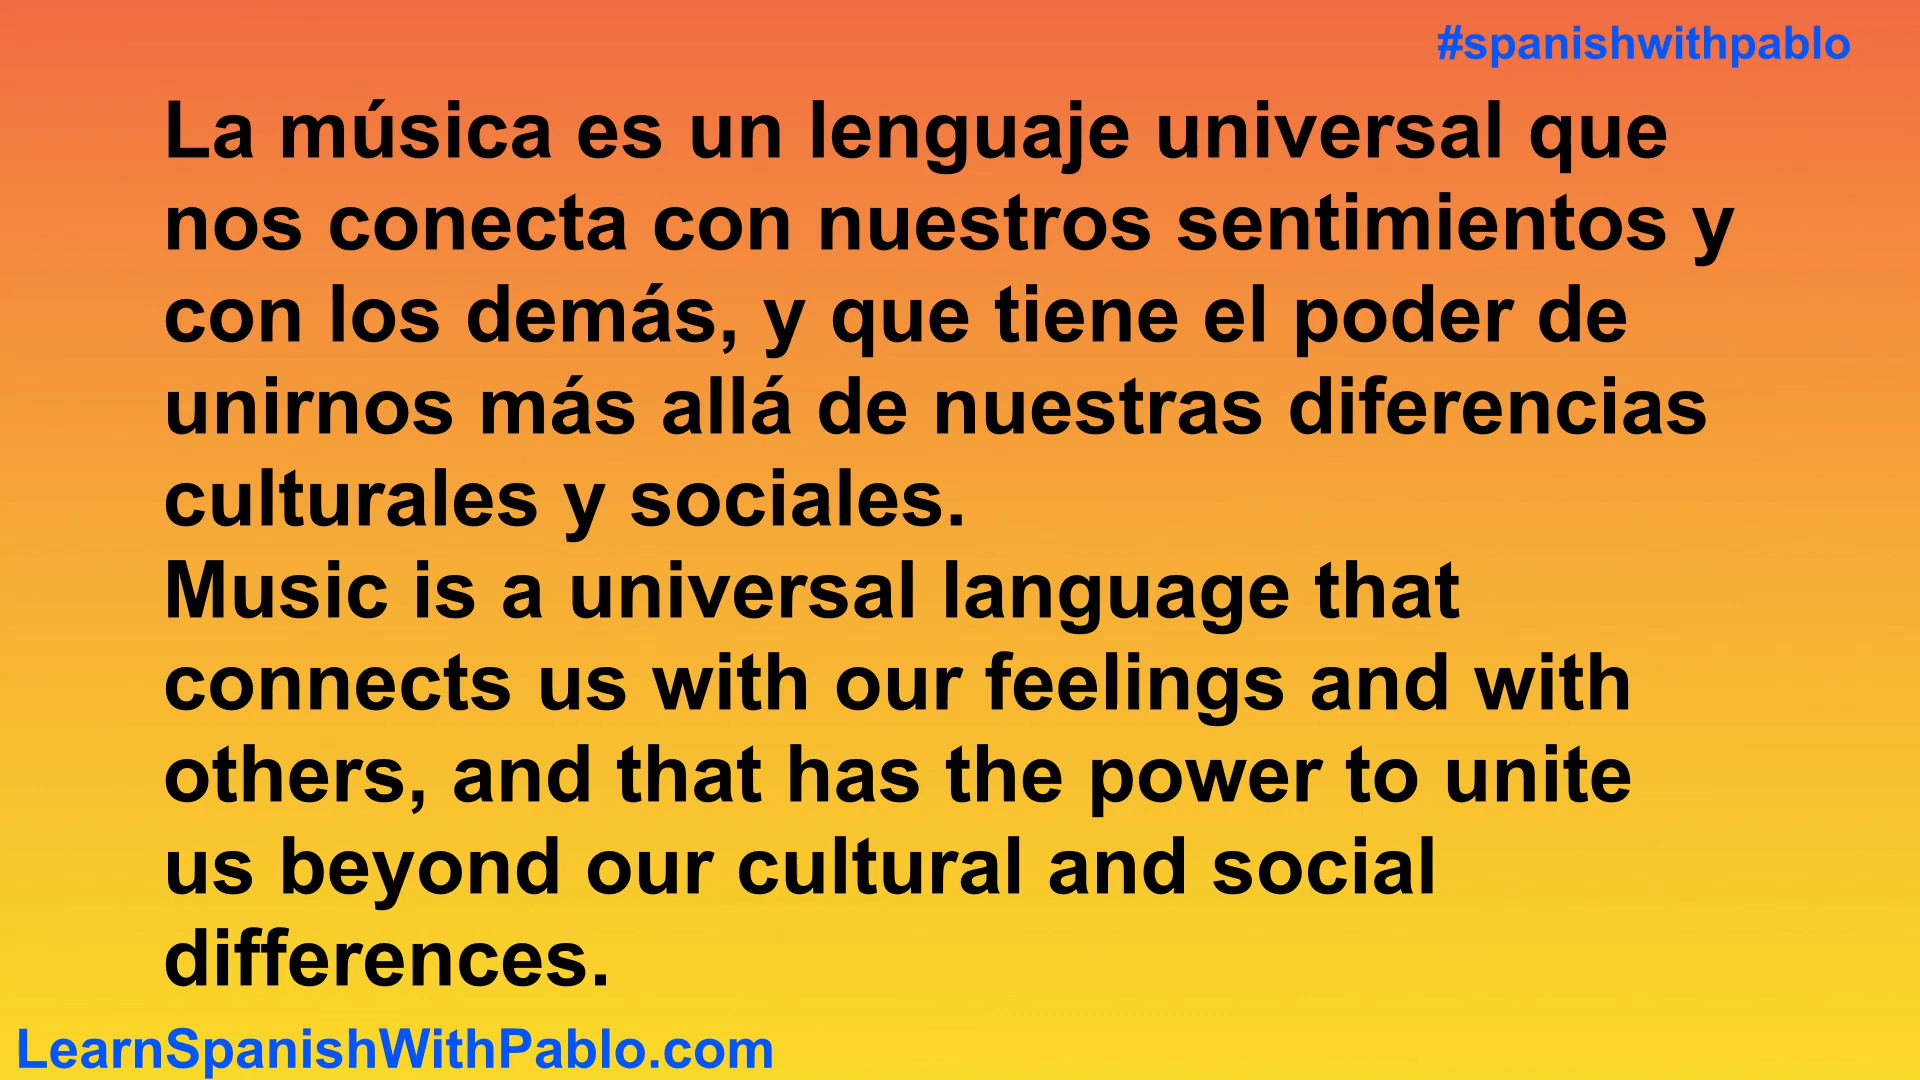 #spanishwithpablo
La música es un lenguaje universal que
nos conecta con nuestros sentimientos y
con los demás, y que tiene el poder de
unirnos más allá de nuestras diferencias
culturales y sociales.
Music is a universal language that
connects us with our feelings and with
others, and that has the power to unite
us beyond our cultural and social
differences.
LearnSpanishWithPablo.com